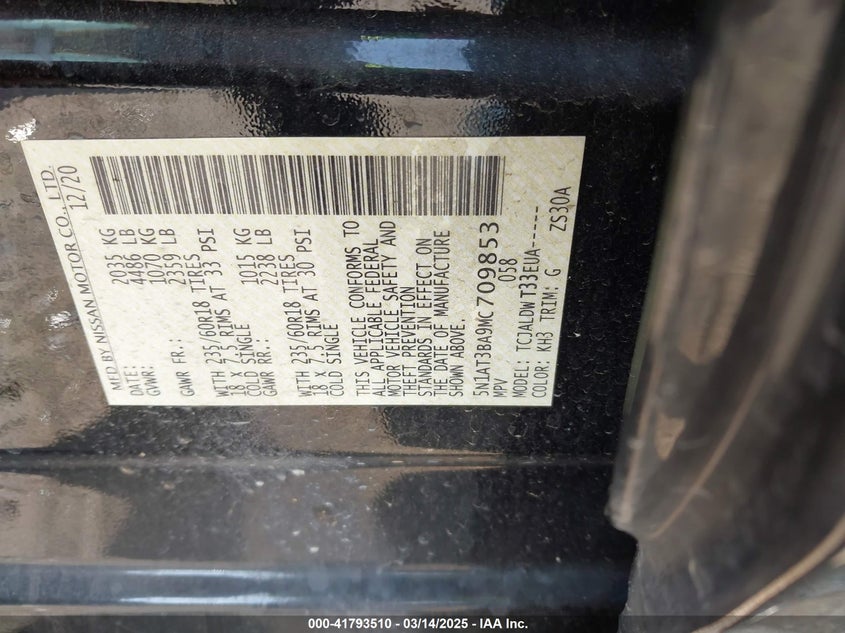 MFD BY NISSAN MOTOR CO., LTD.
DATE: 12/20
GVWR: 2035 KG
4486 LB
GAWR FR.: 1070 KG
2359 LB
WITH 235/60R18 TIRES
18 X 7.5 RIMS AT 33 PSI
COLD SINGLE
GAWR RR.: 1015 KG
2238 LB
WITH 235/60R18 TIRES
18 X 7.5 RIMS AT 30 PSI
COLD SINGLE
THIS VEHICLE CONFORMS TO
ALL APPLICABLE FEDERAL
MOTOR VEHICLE SAFETY AND
THEFT PREVENTION
STANDARDS IN EFFECT ON
THE DATE OF MANUFACTURE
SHOWN ABOVE.
5N1AT3BA9MC709853
MPV 058
MODEL: TCJALDWT33EUA-----
COLOR: KH3 TRIM: G ZS30A
000-41793510 - 03/14/2025 - IAA Inc.